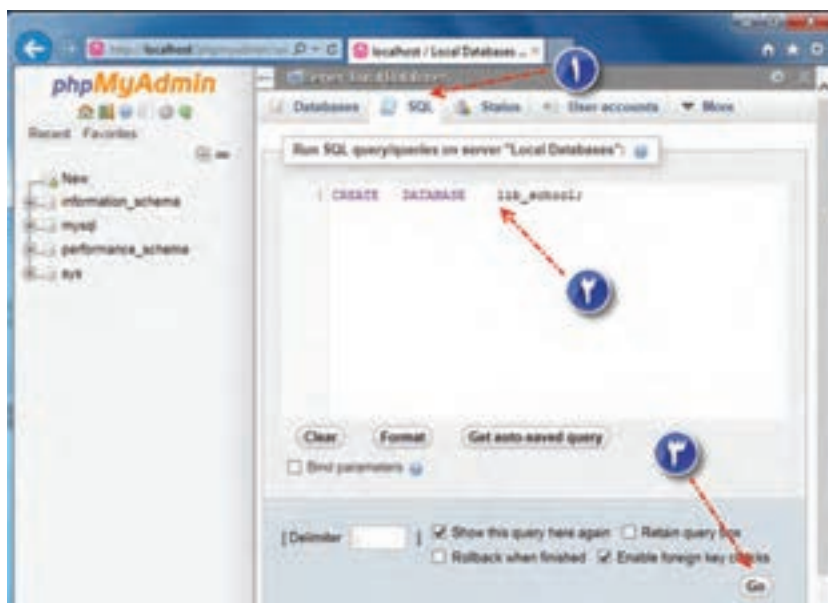 localhost
localhost / Local Databases ...
۱
phpMyAdmin
Recent Favorites
New
information_schema
mysql
performance_schema
sys
Databases SQL Status User accounts More
Run SQL query/queries on server "Local Databases":
1 CREATE DATABASE lib_school;
۲
Clear Format Get auto-saved query
۳
Bind parameters
[ Delimiter ] Show this query here again Retain query box
Rollback when finished Enable foreign key checks
Go